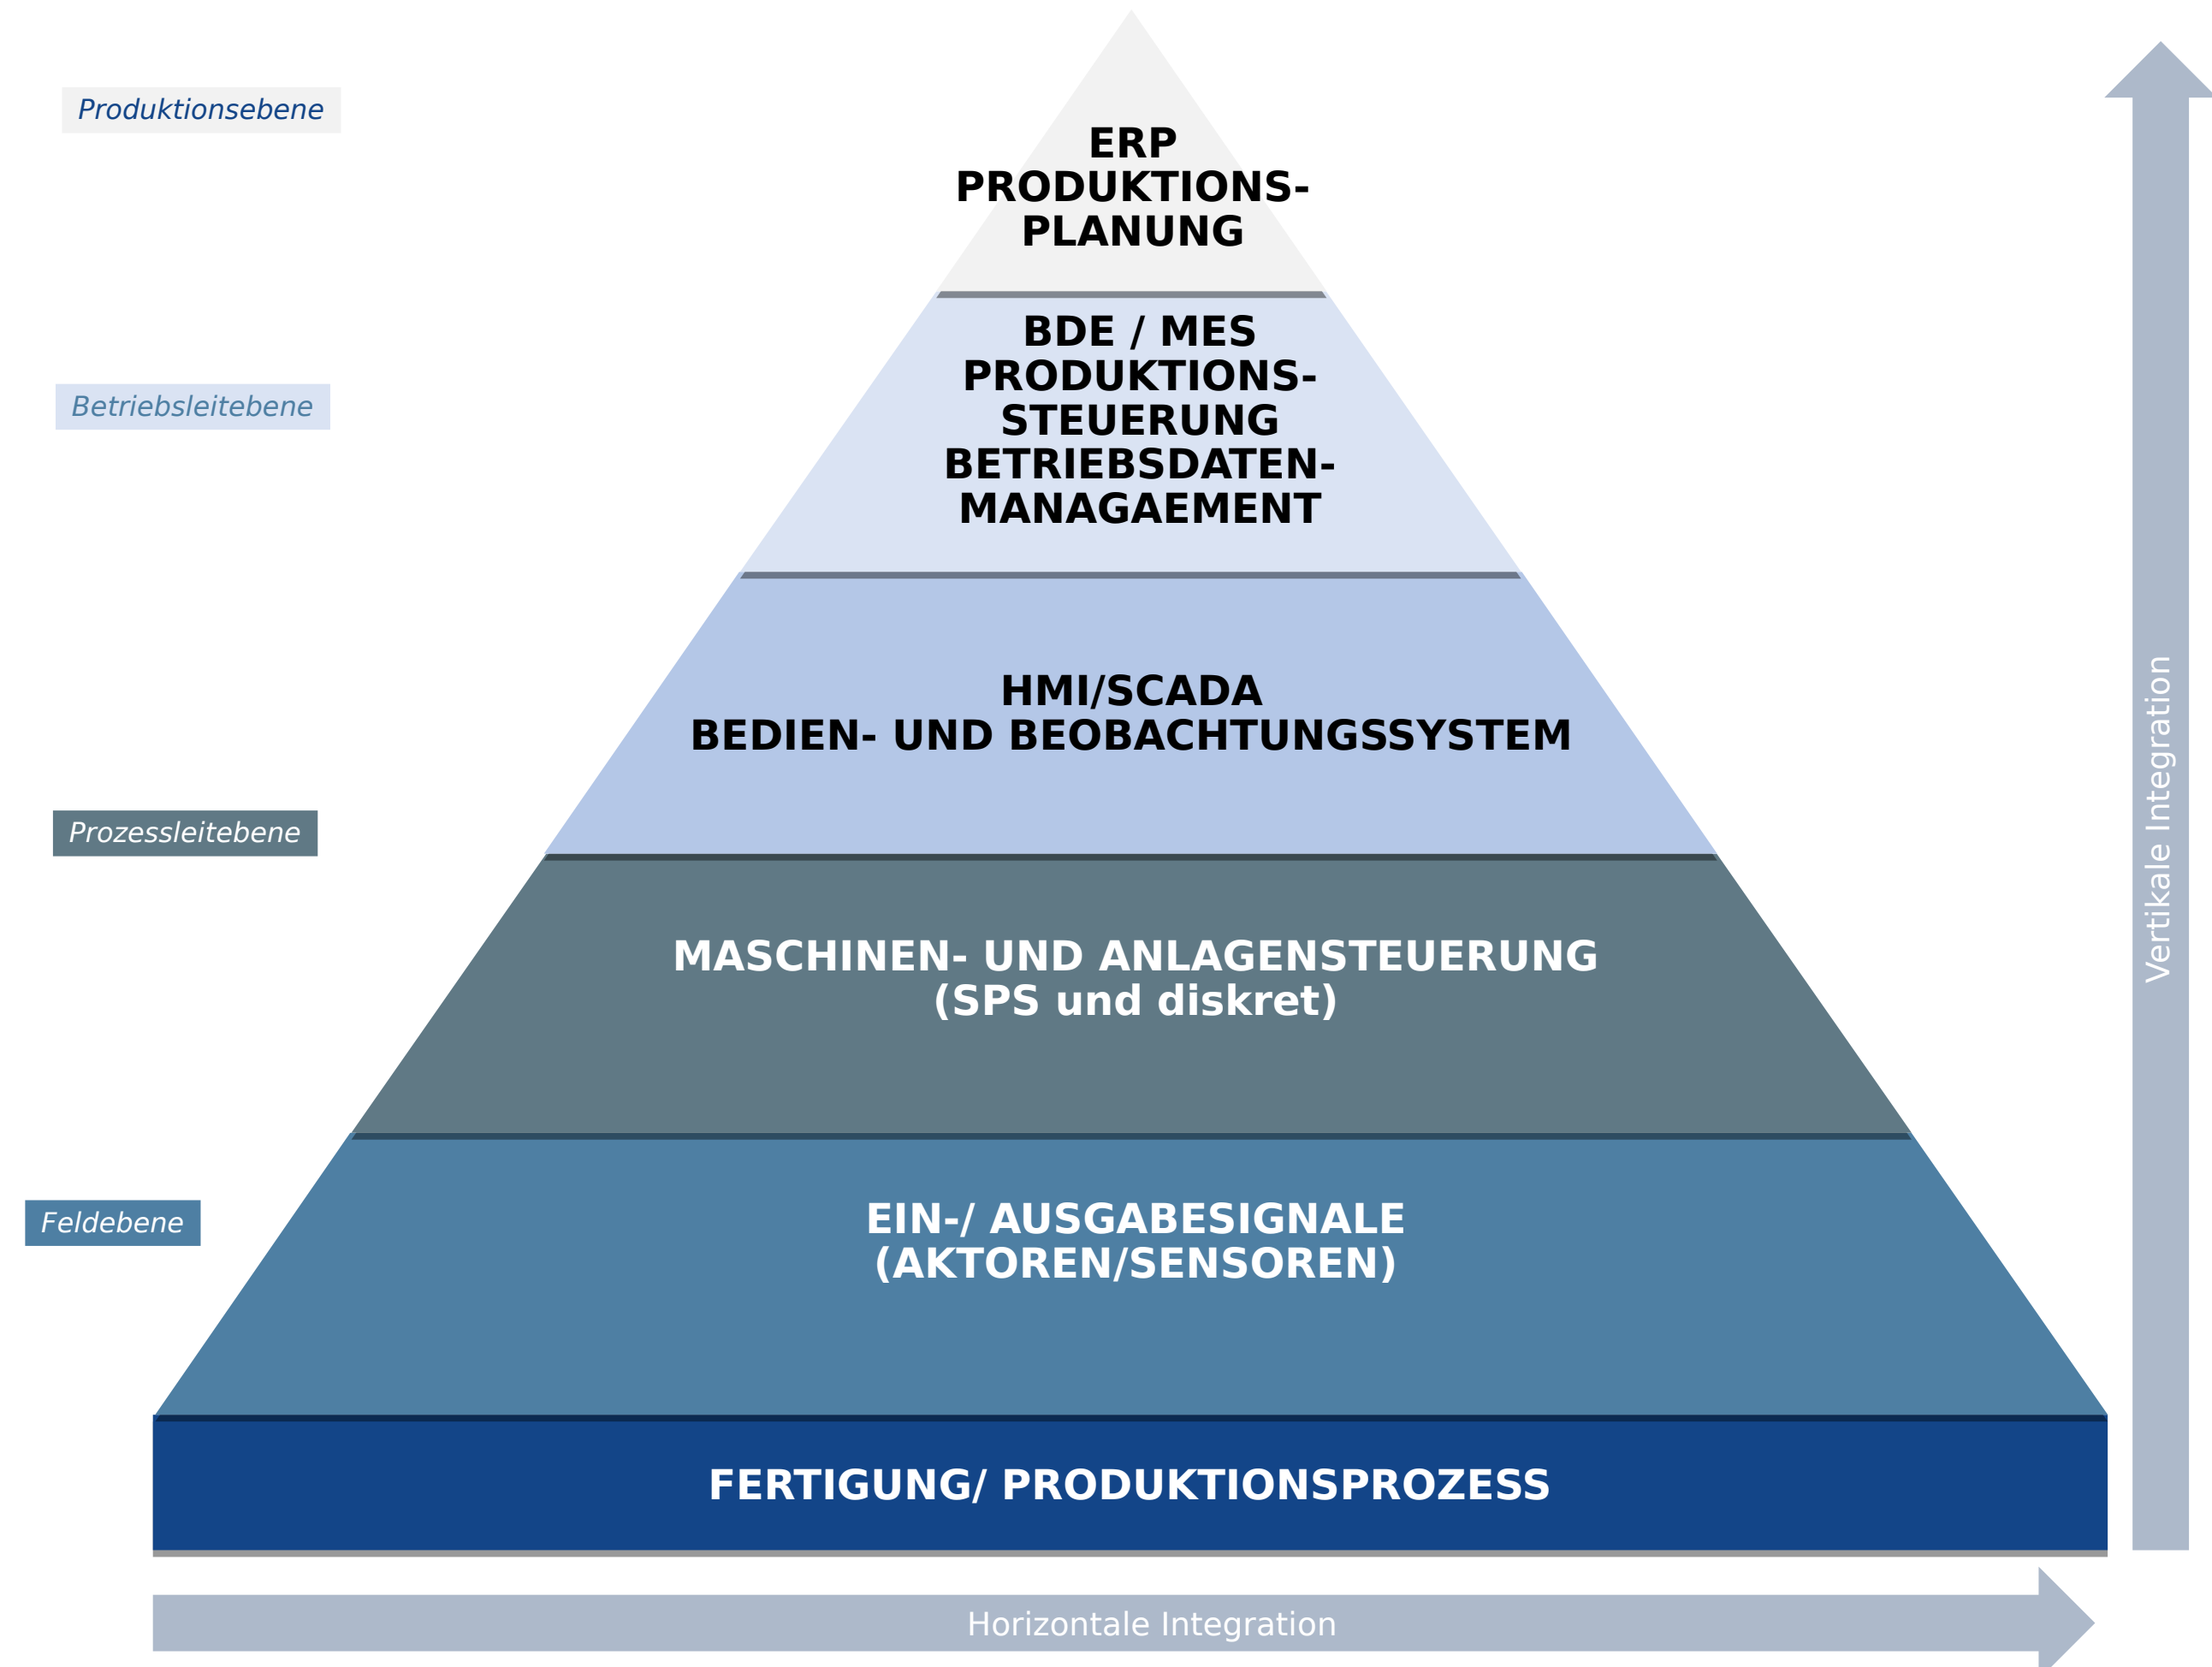 Produktionsebene
ERP
PRODUKTIONS-
PLANUNG
Betriebsleitebene
BDE / MES
PRODUKTIONS-
STEUERUNG
BETRIEBSDATEN-
MANAGAEMENT
HMI/SCADA
BEDIEN- UND BEOBACHTUNGSSYSTEM
Prozessleitebene
MASCHINEN- UND ANLAGENSTEUERUNG
(SPS und diskret)
Feldebene
EIN-/ AUSGABESIGNALE
(AKTOREN/SENSOREN)
FERTIGUNG/ PRODUKTIONSPROZESS
Vertikale Integration
Horizontale Integration